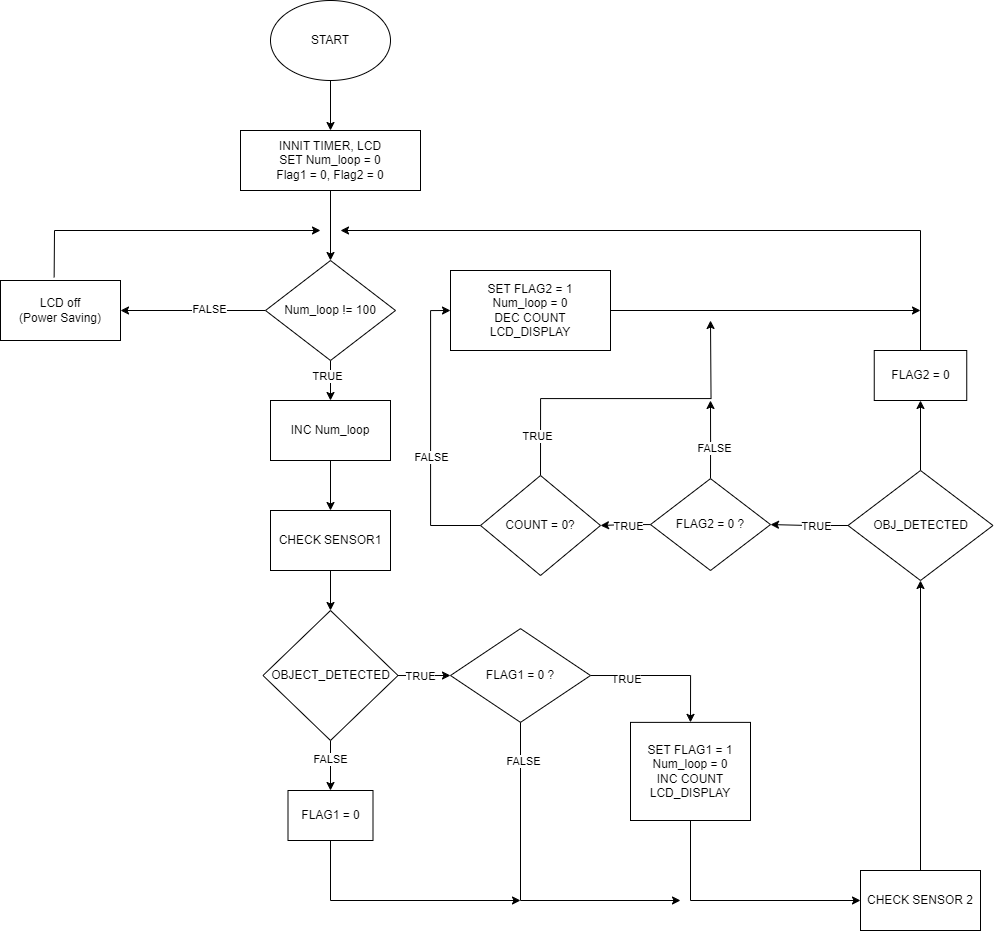 START
INNIT TIMER, LCD
SET Num_loop = 0
Flag1 = 0, Flag2 = 0
LCD off
(Power Saving)
FALSE
Num_loop != 100
TRUE
INC Num_loop
CHECK SENSOR1
OBJECT_DETECTED
FALSE
FLAG1 = 0
TRUE
FLAG1 = 0 ?
FALSE
TRUE
SET FLAG1 = 1
Num_loop = 0
INC COUNT
LCD_DISPLAY
CHECK SENSOR 2
OBJ_DETECTED
FLAG2 = 0
TRUE
FLAG2 = 0 ?
FALSE
TRUE
COUNT = 0?
TRUE
FALSE
SET FLAG2 = 1
Num_loop = 0
DEC COUNT
LCD_DISPLAY